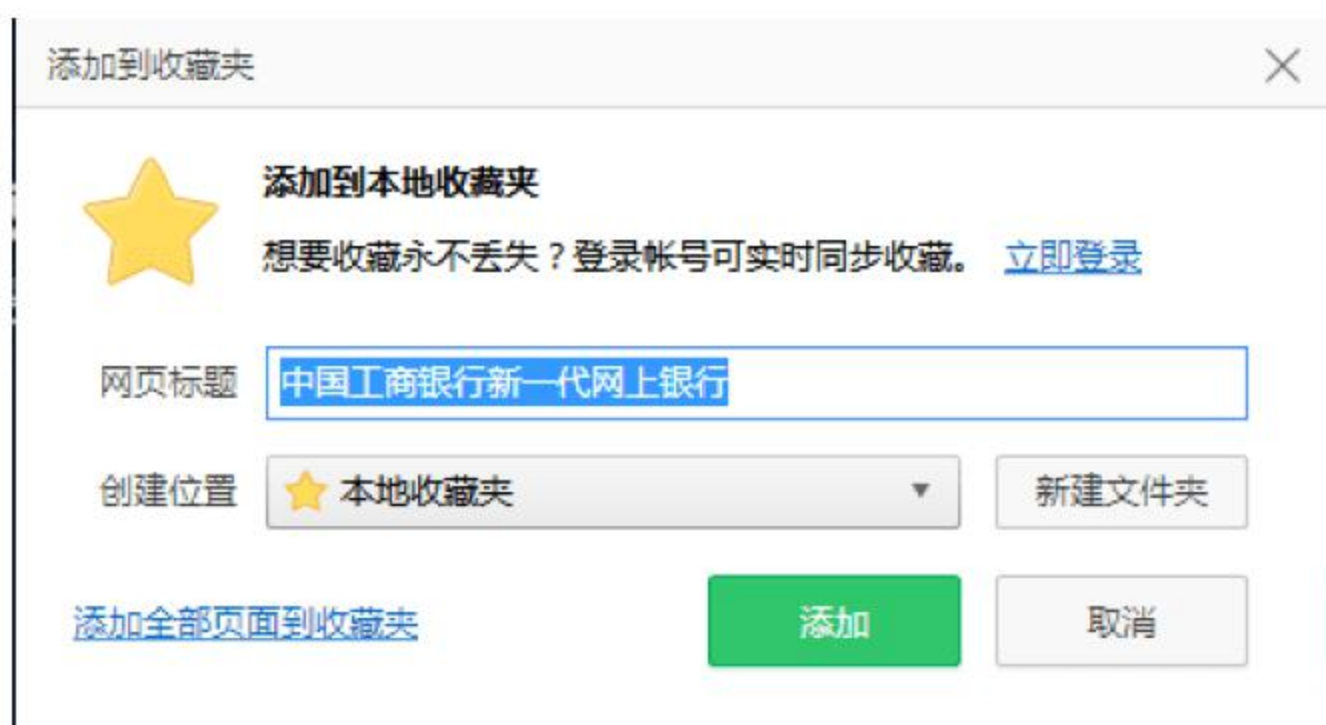 添加到收藏夹
添加到本地收藏夹
想要收藏永不丢失？登录帐号可实时同步收藏。 立即登录
网页标题 中国工商银行新一代网上银行
创建位置 本地收藏夹 新建文件夹
添加全部页面到收藏夹 添加 取消